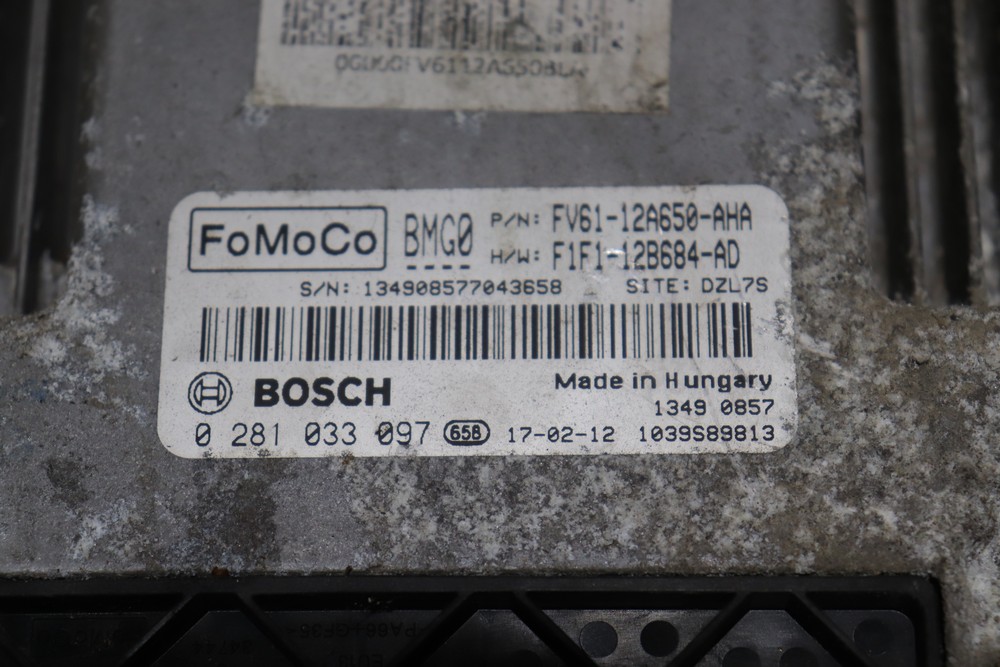 FoMoCo BMG0 P/N: FV61-12A650-AHA
H/W: F1F1-12B684-AD
S/N: 134908577043658 SITE: DZL7S
BOSCH Made in Hungary
1349 0857
0 281 033 097 65B 17-02-12 1039S89813